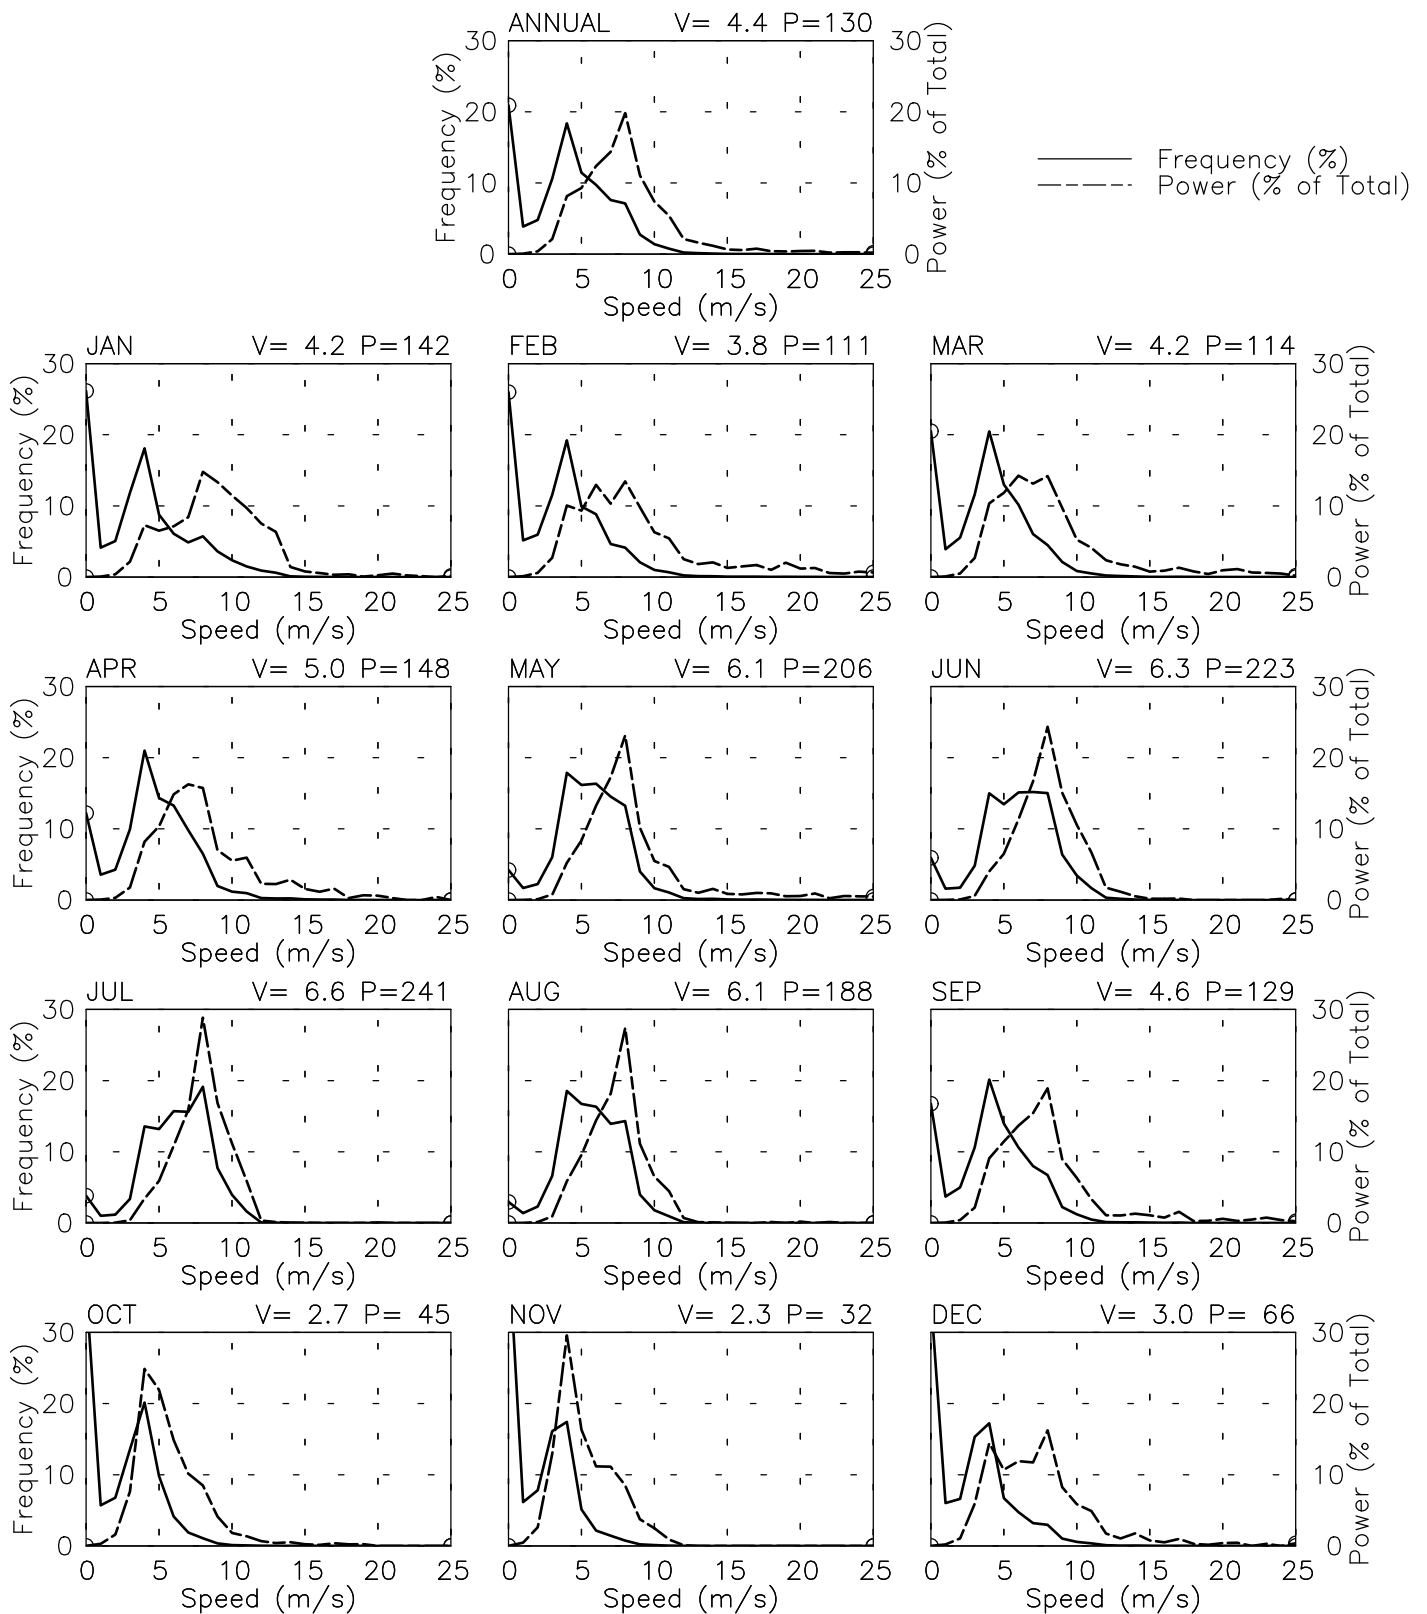 ANNUAL V= 4.4 P=130
30 30
20 20
10 10
0 0
Frequency (%)
Power (% of Total)
0 5 10 15 20 25
Speed (m/s)
Frequency (%)
Power (% of Total)
JAN V= 4.2 P=142
FEB V= 3.8 P=111
MAR V= 4.2 P=114
30 30
20 20
10 10
0 0
Frequency (%)
Power (% of Total)
0 5 10 15 20 25
0 5 10 15 20 25
0 5 10 15 20 25
Speed (m/s)
Speed (m/s)
Speed (m/s)
APR V= 5.0 P=148
MAY V= 6.1 P=206
JUN V= 6.3 P=223
30 30
20 20
10 10
0 0
Frequency (%)
Power (% of Total)
0 5 10 15 20 25
0 5 10 15 20 25
0 5 10 15 20 25
Speed (m/s)
Speed (m/s)
Speed (m/s)
JUL V= 6.6 P=241
AUG V= 6.1 P=188
SEP V= 4.6 P=129
30 30
20 20
10 10
0 0
Frequency (%)
Power (% of Total)
0 5 10 15 20 25
0 5 10 15 20 25
0 5 10 15 20 25
Speed (m/s)
Speed (m/s)
Speed (m/s)
OCT V= 2.7 P= 45
NOV V= 2.3 P= 32
DEC V= 3.0 P= 66
30 30
20 20
10 10
0 0
Frequency (%)
Power (% of Total)
0 5 10 15 20 25
0 5 10 15 20 25
0 5 10 15 20 25
Speed (m/s)
Speed (m/s)
Speed (m/s)